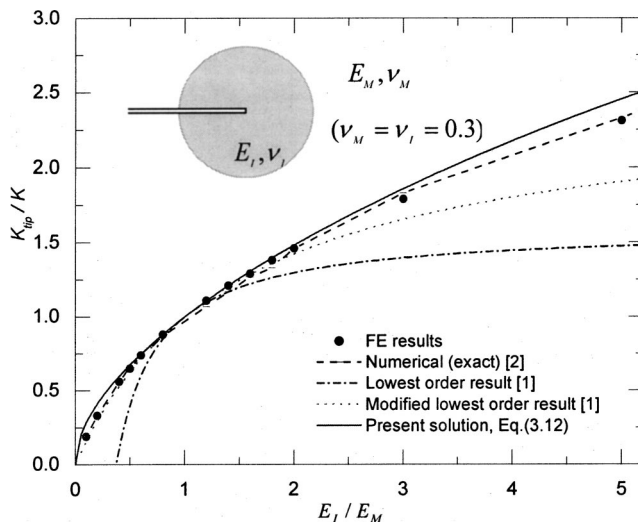 3.0
2.5
2.0
1.5
1.0
0.5
0.0
K_tip / K
E_M, ν_M
(ν_M = ν_I = 0.3)
E_I, ν_I
FE results
Numerical (exact) [2]
Lowest order result [1]
Modified lowest order result [1]
Present solution, Eq.(3.12)
0 1 2 3 4 5
E_I / E_M